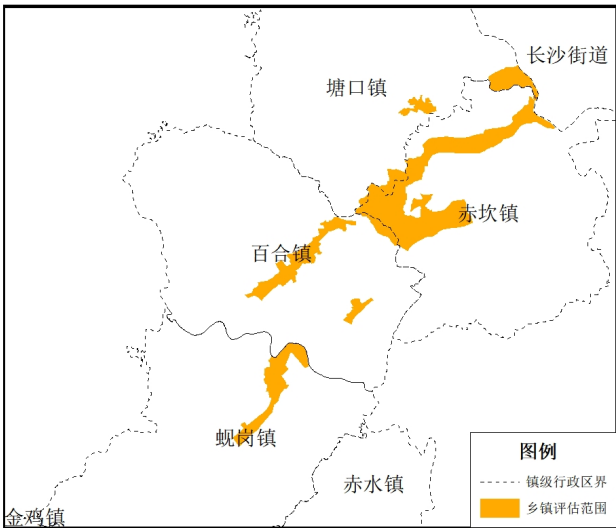 长沙街道
塘口镇
赤坎镇
百合镇
蚬岗镇
赤水镇
金鸡镇
图例
镇级行政区界
乡镇评估范围